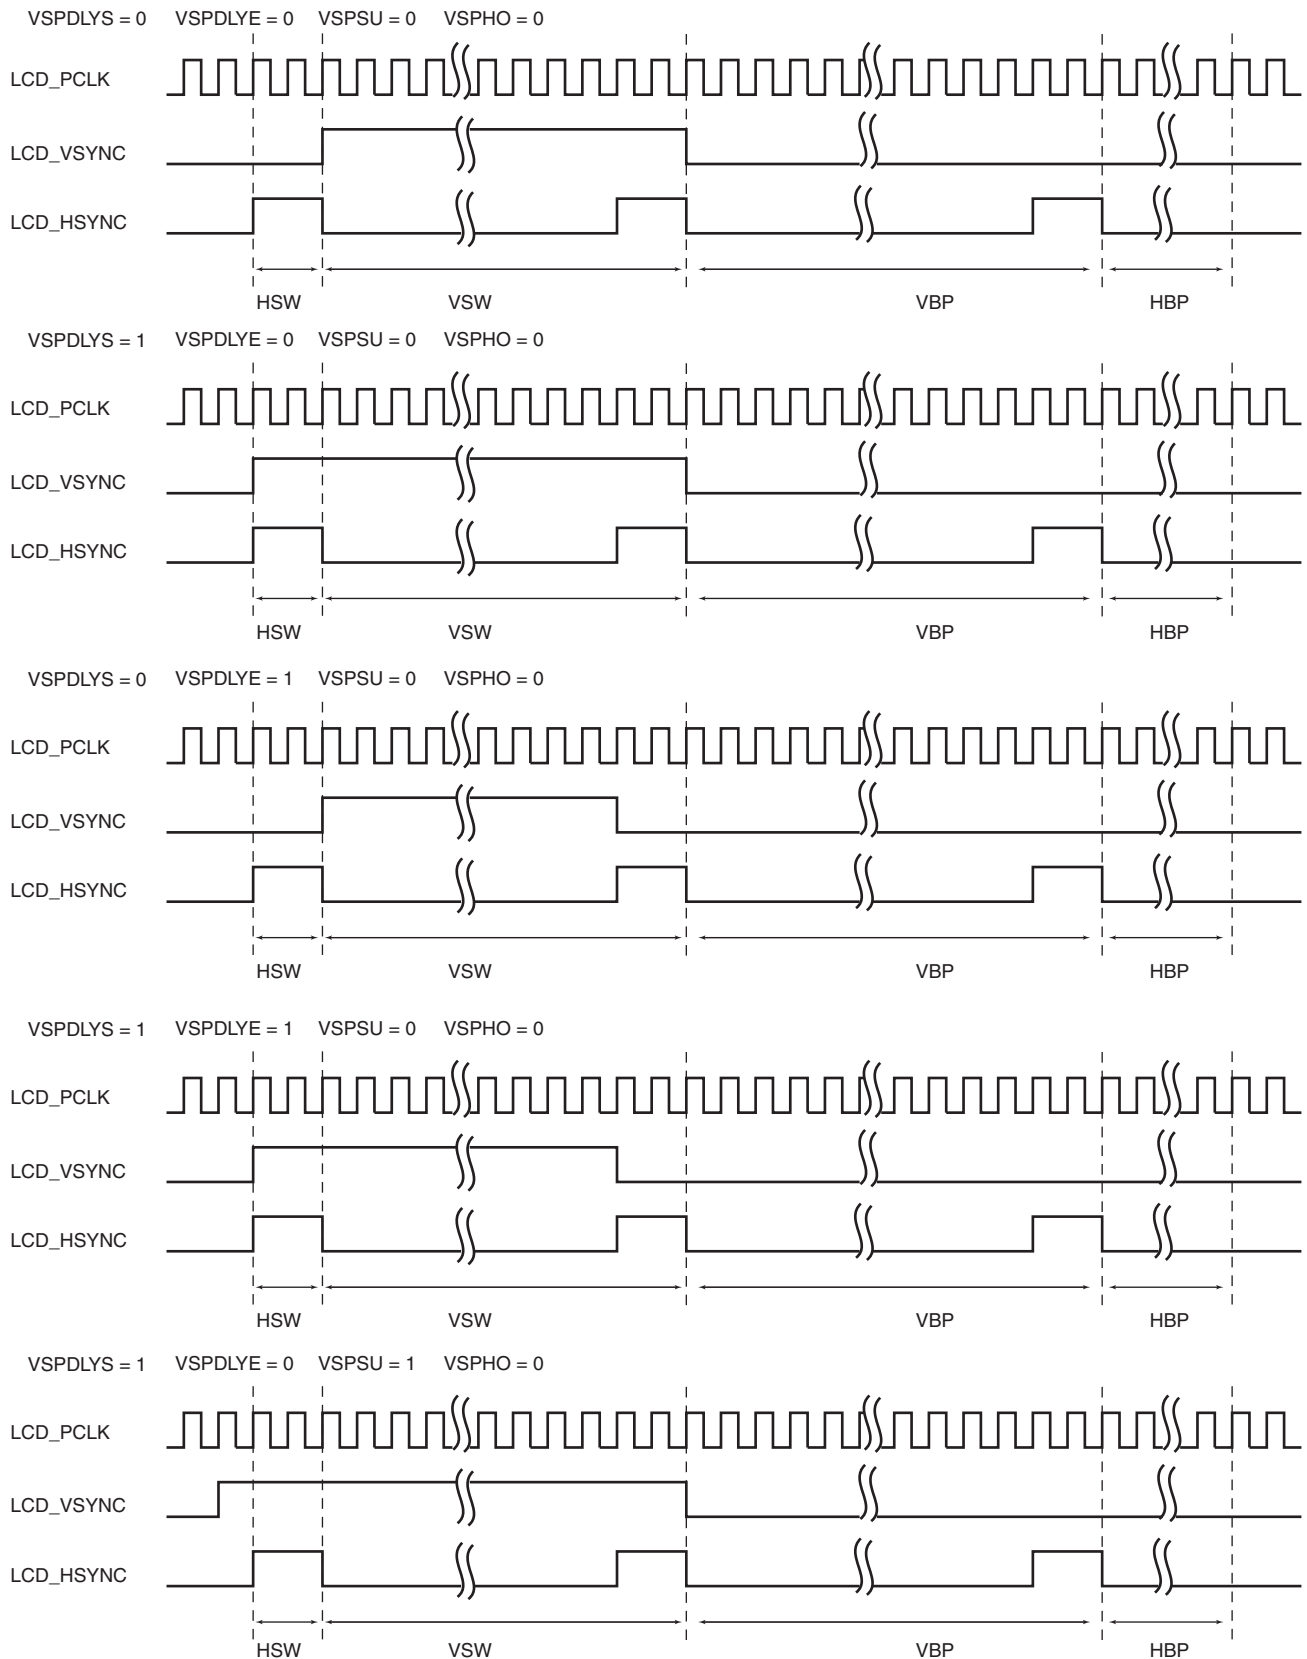 VSPDLYS = 0 VSPDLYE = 0 VSPSU = 0 VSPHO = 0
LCD_PCLK
LCD_VSYNC
LCD_HSYNC
HSW VSW VBP HBP
VSPDLYS = 1 VSPDLYE = 0 VSPSU = 0 VSPHO = 0
LCD_PCLK
LCD_VSYNC
LCD_HSYNC
HSW VSW VBP HBP
VSPDLYS = 0 VSPDLYE = 1 VSPSU = 0 VSPHO = 0
LCD_PCLK
LCD_VSYNC
LCD_HSYNC
HSW VSW VBP HBP
VSPDLYS = 1 VSPDLYE = 1 VSPSU = 0 VSPHO = 0
LCD_PCLK
LCD_VSYNC
LCD_HSYNC
HSW VSW VBP HBP
VSPDLYS = 1 VSPDLYE = 0 VSPSU = 1 VSPHO = 0
LCD_PCLK
LCD_VSYNC
LCD_HSYNC
HSW VSW VBP HBP